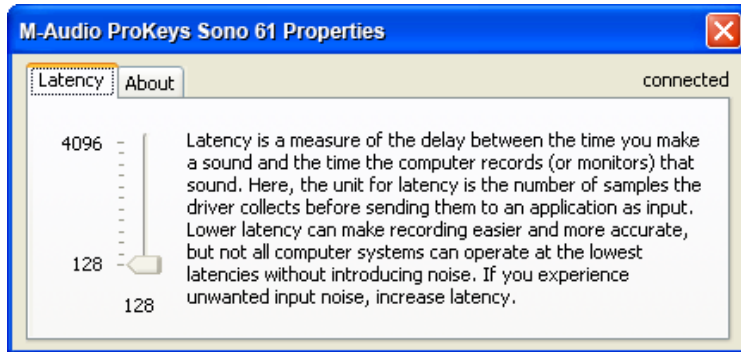 M-Audio ProKeys Sono 61 Properties
Latency About connected
4096
Latency is a measure of the delay between the time you make
a sound and the time the computer records (or monitors) that
sound. Here, the unit for latency is the number of samples the
driver collects before sending them to an application as input.
Lower latency can make recording easier and more accurate,
but not all computer systems can operate at the lowest
latencies without introducing noise. If you experience
unwanted input noise, increase latency.
128
128